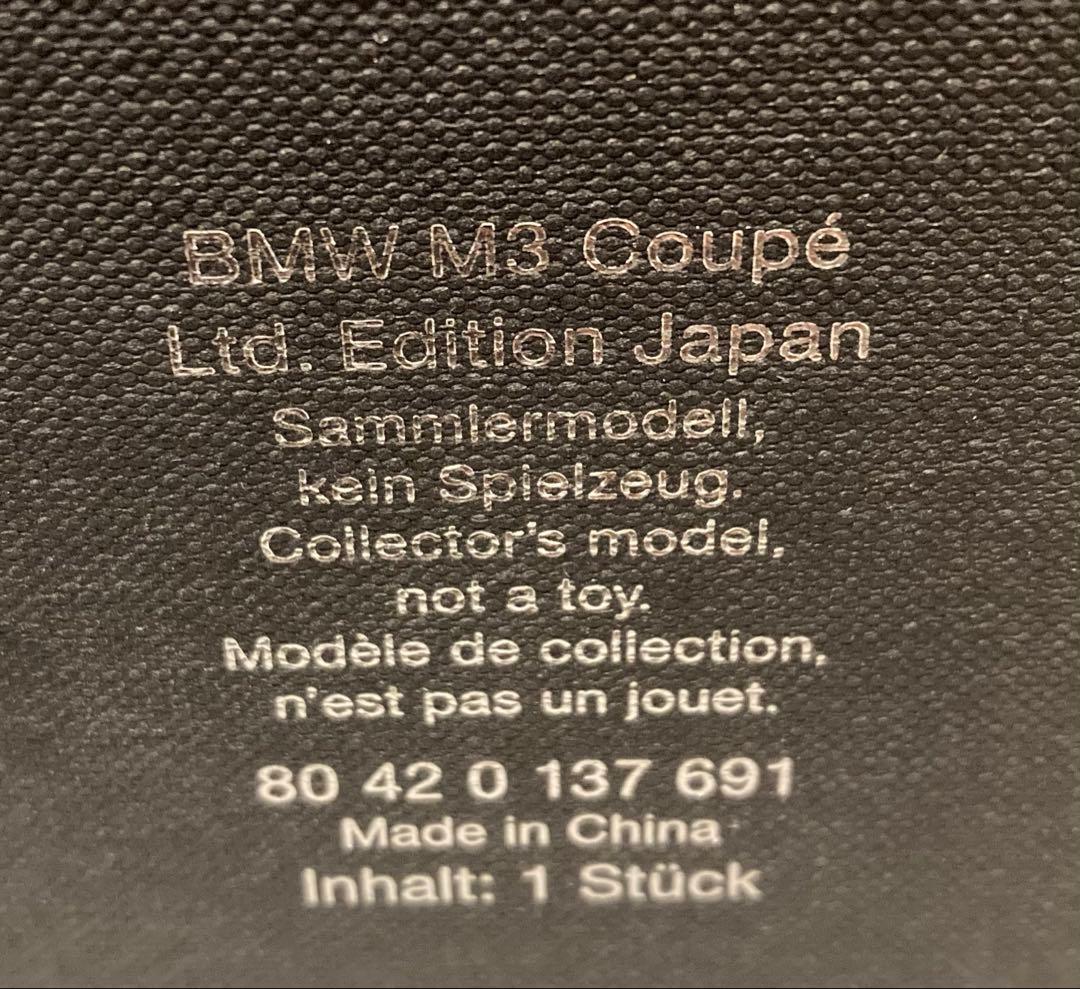 BMW M3 Coupé
Ltd. Edition Japan
Sammlermodell,
kein Spielzeug.
Collector's model,
not a toy.
Modèle de collection,
n'est pas un jouet.
80 42 0 137 691
Made in China
Inhalt: 1 Stück